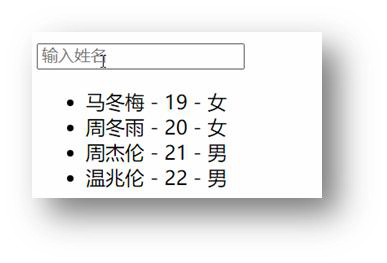 输入姓名
马冬梅 - 19 - 女
周冬雨 - 20 - 女
周杰伦 - 21 - 男
温兆伦 - 22 - 男